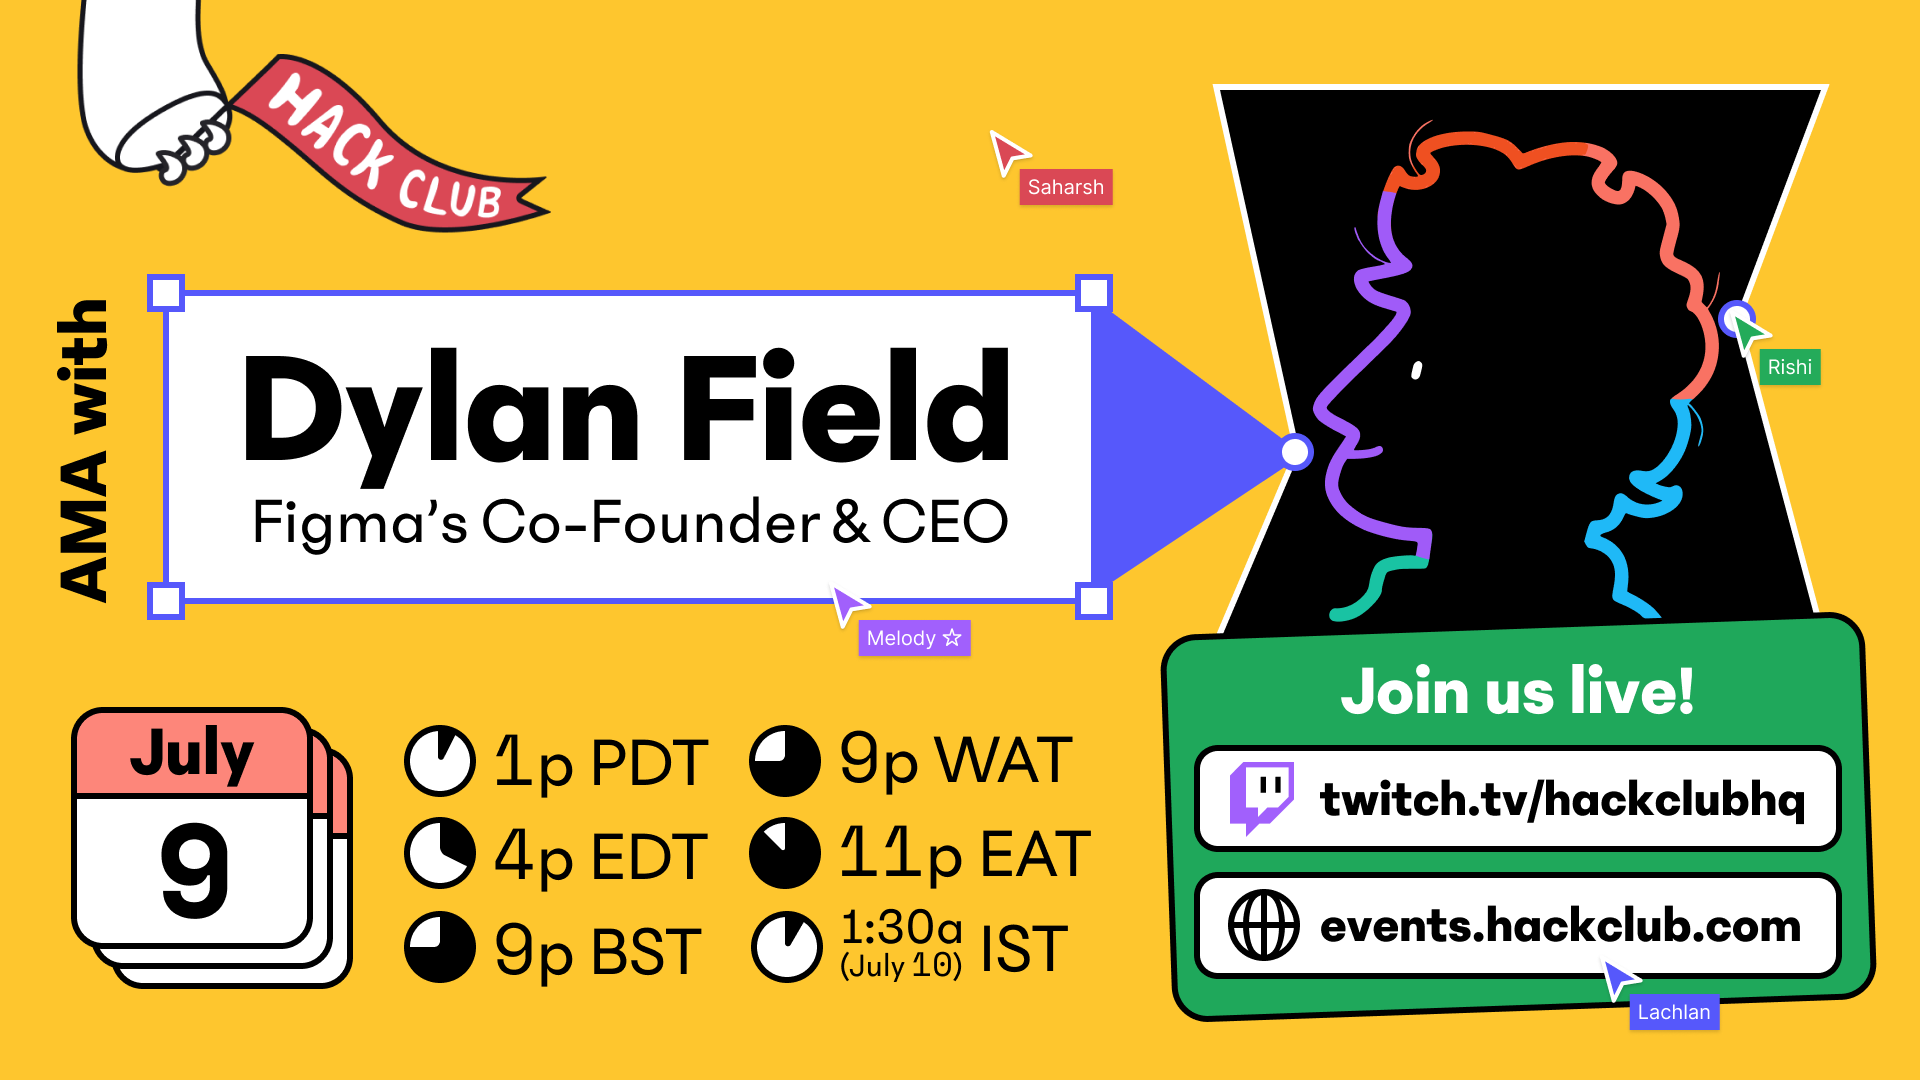 HACK CLUB
Saharsh
AMA with
Dylan Field
Figma’s Co-Founder & CEO
Rishi
Melody ☆
July
9
1p PDT
4p EDT
9p BST
9p WAT
11p EAT
1:30a
(July 10)
IST
Join us live!
twitch.tv/hackclubhq
events.hackclub.com
Lachlan